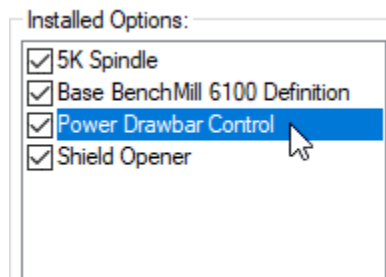 Installed Options:
5K Spindle
Base BenchMill 6100 Definition
Power Drawbar Control
Shield Opener